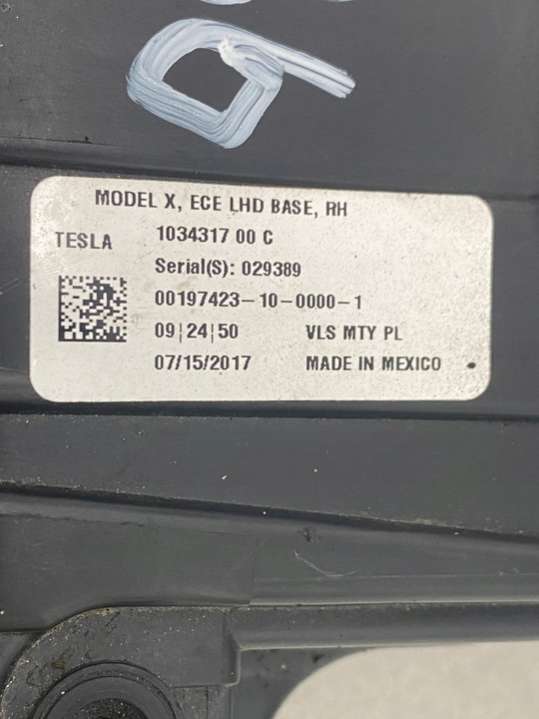 MODEL X, ECE LHD BASE, RH
TESLA 1034317 00 C
Serial(S): 029389
00197423-10-0000-1
09|24|50 VLS MTY PL
07/15/2017 MADE IN MEXICO